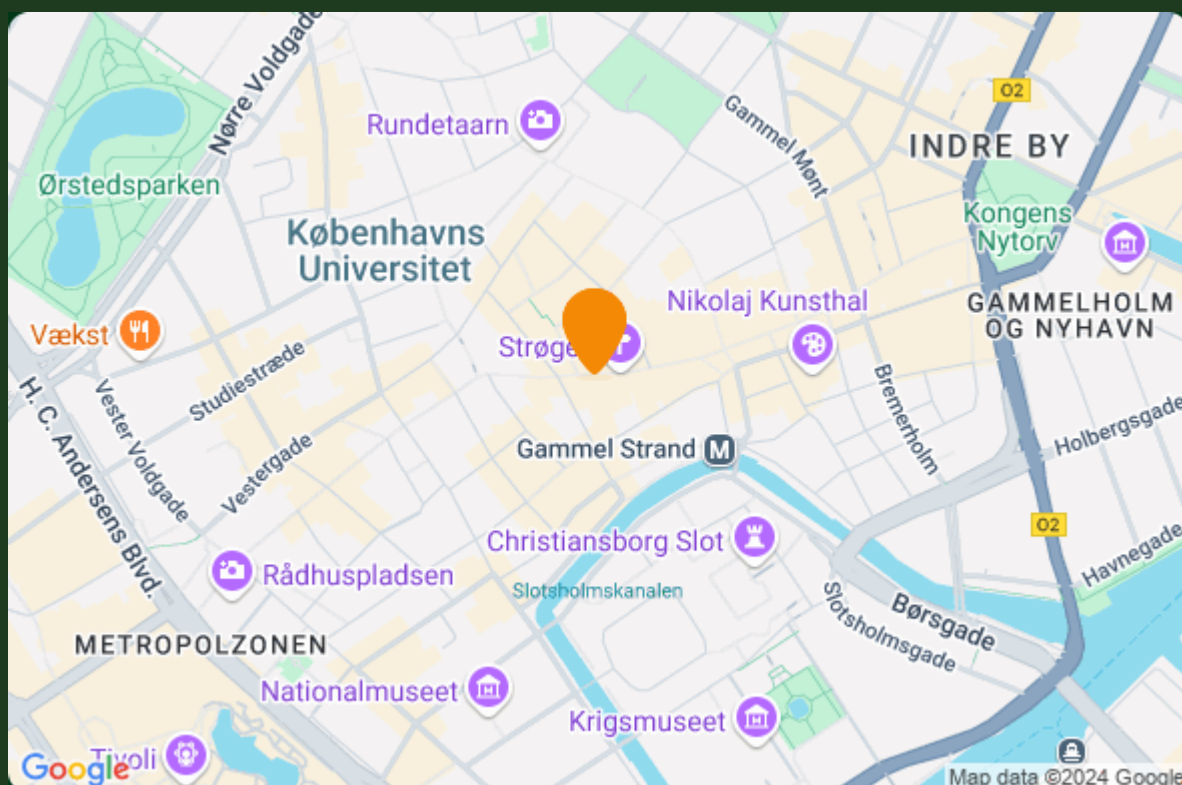 Nørre Voldgade
O2
Gammel Mønt
Rundetaarn
INDRE BY
Ørstedsparken
Kongens
Nytorv
Københavns
Universitet
Nikolaj Kunsthal
GAMMELHOLM
OG NYHAVN
Vækst
Strøge
Studiestræde
Bremerholm
H. C. Andersens Blvd.
Vester Voldgade
Vestergade
Holbergsgade
Gammel Strand
M
O2
Christiansborg Slot
Havnegade
Rådhuspladsen
Slotsholmskanalen
Børsgade
Slotsholmsgade
METROPOLZONEN
Nationalmuseet
Krigsmuseet
Tivoli
Google
Map data ©2024 Google